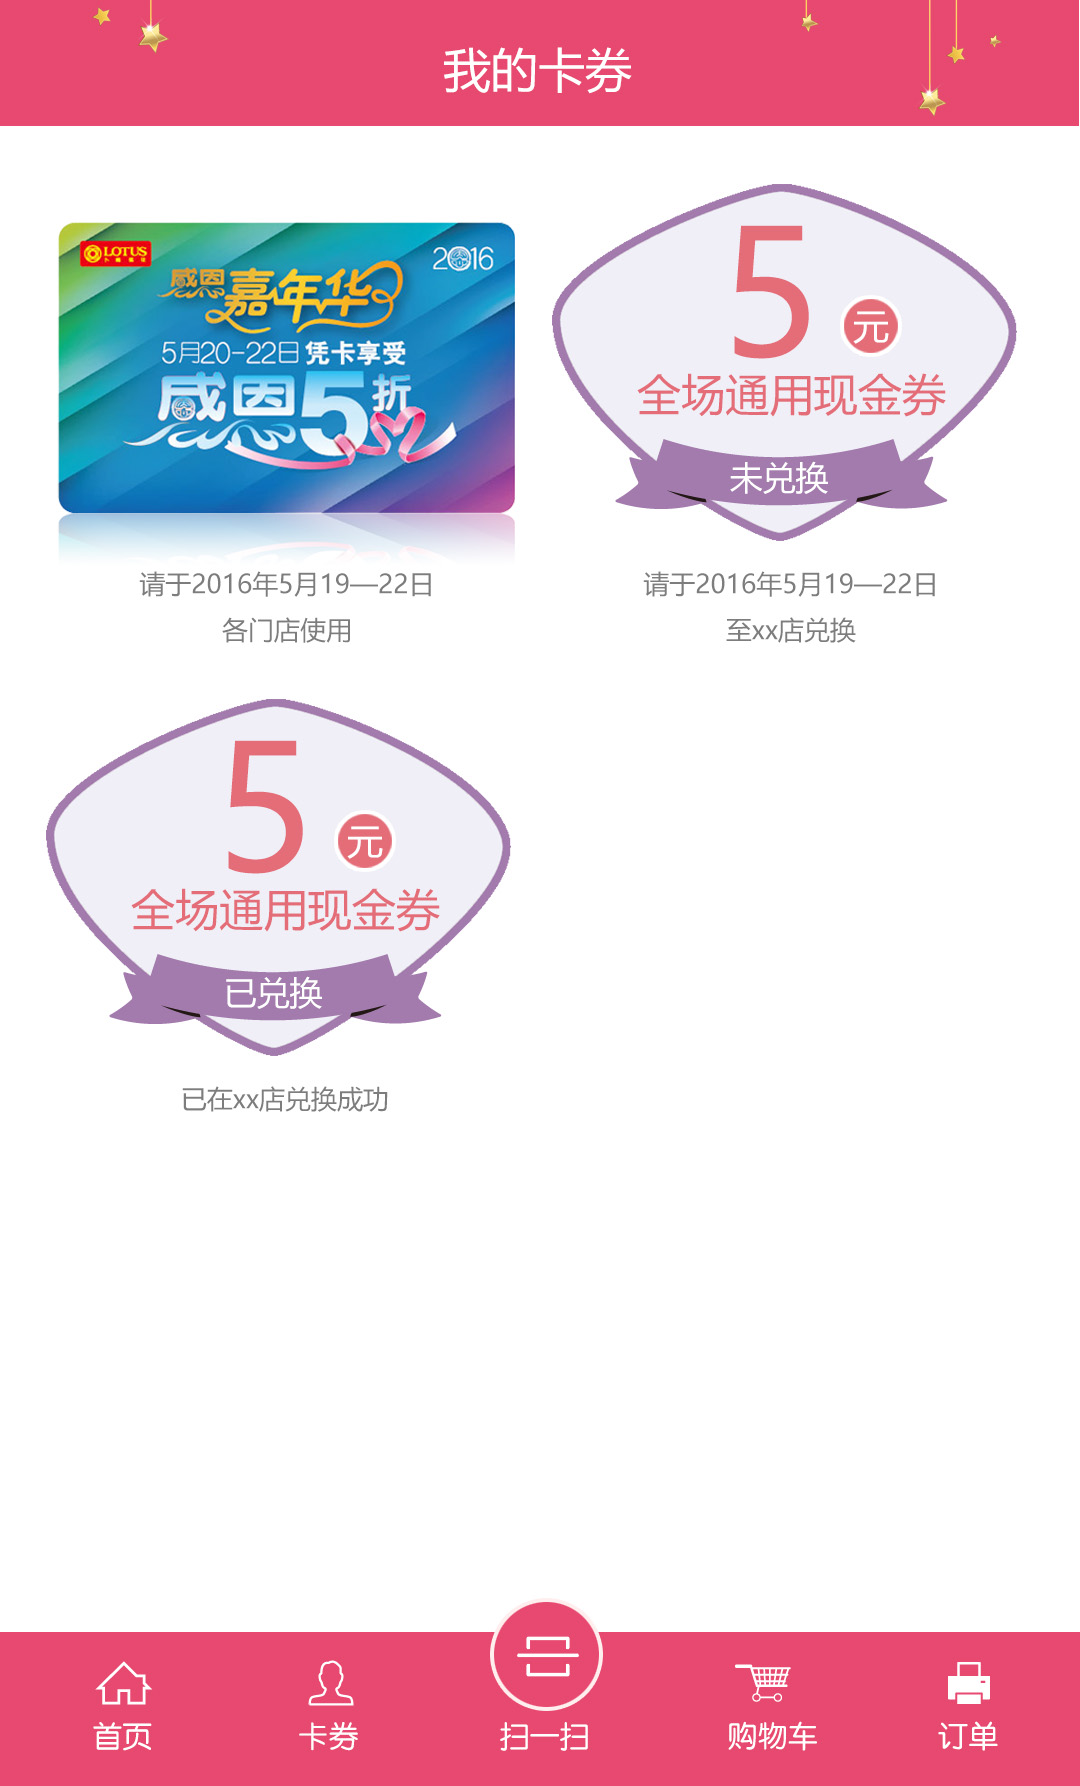 我的卡券
LOTUS
卜蜂莲花
2016
感恩嘉年华
5月20-22日 凭卡享受
感恩5折
请于2016年5月19—22日
各门店使用
5元
全场通用现金券
未兑换
请于2016年5月19—22日
至xx店兑换
5元
全场通用现金券
已兑换
已在xx店兑换成功
首页
卡券
扫一扫
购物车
订单